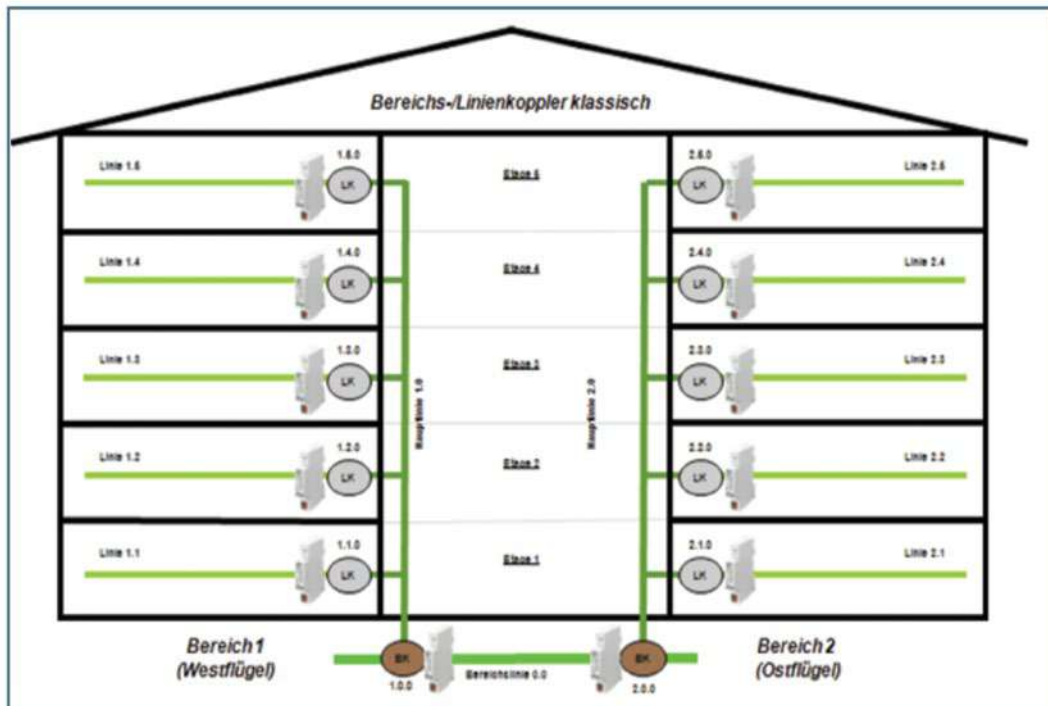 Bereichs-/Linienkoppler klassisch
Linie 1.5
1.5.0
LK
Etage 5
2.5.0
LK
Linie 2.5
Linie 1.4
1.4.0
LK
Etage 4
2.4.0
LK
Linie 2.4
Linie 1.3
1.3.0
LK
Etage 3
2.3.0
LK
Linie 2.3
Hauptlinie 1.0
Hauptlinie 2.0
Linie 1.2
1.2.0
LK
Etage 2
2.2.0
LK
Linie 2.2
Linie 1.1
1.1.0
LK
Etage 1
2.1.0
LK
Linie 2.1
Bereich 1
(Westflügel)
BK
1.0.0
Bereichslinie 0.0
BK
2.0.0
Bereich 2
(Ostflügel)